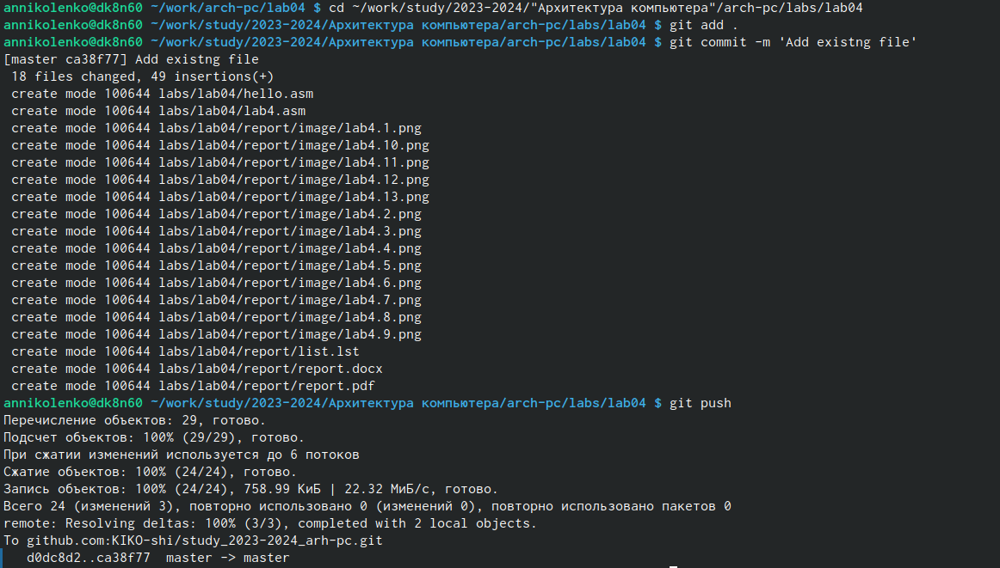 annikolenko@dk8n60 ~/work/arch-pc/lab04 $ cd ~/work/study/2023-2024/"Архитектура компьютера"/arch-pc/labs/lab04
annikolenko@dk8n60 ~/work/study/2023-2024/Архитектура компьютера/arch-pc/labs/lab04 $ git add .
annikolenko@dk8n60 ~/work/study/2023-2024/Архитектура компьютера/arch-pc/labs/lab04 $ git commit -m 'Add existng file'
[master ca38f77] Add existng file
 18 files changed, 49 insertions(+)
 create mode 100644 labs/lab04/hello.asm
 create mode 100644 labs/lab04/lab4.asm
 create mode 100644 labs/lab04/report/image/lab4.1.png
 create mode 100644 labs/lab04/report/image/lab4.10.png
 create mode 100644 labs/lab04/report/image/lab4.11.png
 create mode 100644 labs/lab04/report/image/lab4.12.png
 create mode 100644 labs/lab04/report/image/lab4.13.png
 create mode 100644 labs/lab04/report/image/lab4.2.png
 create mode 100644 labs/lab04/report/image/lab4.3.png
 create mode 100644 labs/lab04/report/image/lab4.4.png
 create mode 100644 labs/lab04/report/image/lab4.5.png
 create mode 100644 labs/lab04/report/image/lab4.6.png
 create mode 100644 labs/lab04/report/image/lab4.7.png
 create mode 100644 labs/lab04/report/image/lab4.8.png
 create mode 100644 labs/lab04/report/image/lab4.9.png
 create mode 100644 labs/lab04/report/list.lst
 create mode 100644 labs/lab04/report/report.docx
 create mode 100644 labs/lab04/report/report.pdf
annikolenko@dk8n60 ~/work/study/2023-2024/Архитектура компьютера/arch-pc/labs/lab04 $ git push
Перечисление объектов: 29, готово.
Подсчет объектов: 100% (29/29), готово.
При сжатии изменений используется до 6 потоков
Сжатие объектов: 100% (24/24), готово.
Запись объектов: 100% (24/24), 758.99 КиБ | 22.32 МиБ/с, готово.
Всего 24 (изменений 3), повторно использовано 0 (изменений 0), повторно использовано пакетов 0
remote: Resolving deltas: 100% (3/3), completed with 2 local objects.
To github.com:KIKO-shi/study_2023-2024_arh-pc.git
   d0dc8d2..ca38f77  master -> master